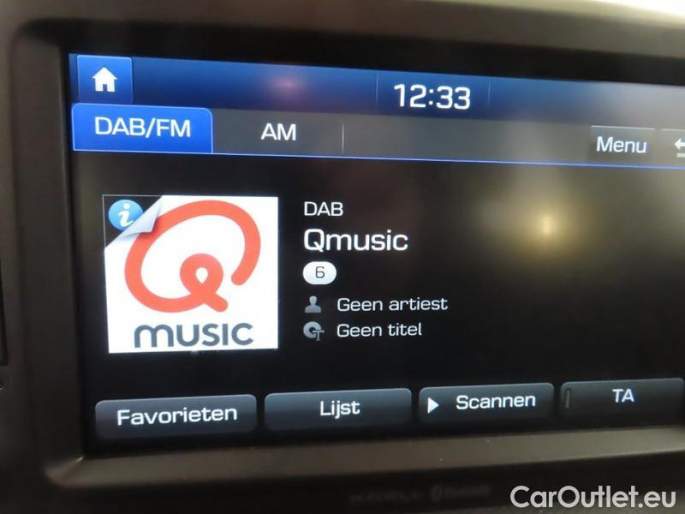 12:33
DAB/FM
AM
Menu
DAB
Qmusic
6
Geen artiest
Geen titel
i
Q
MUSIC
Favorieten
Lijst
Scannen
TA
CarOutlet.eu